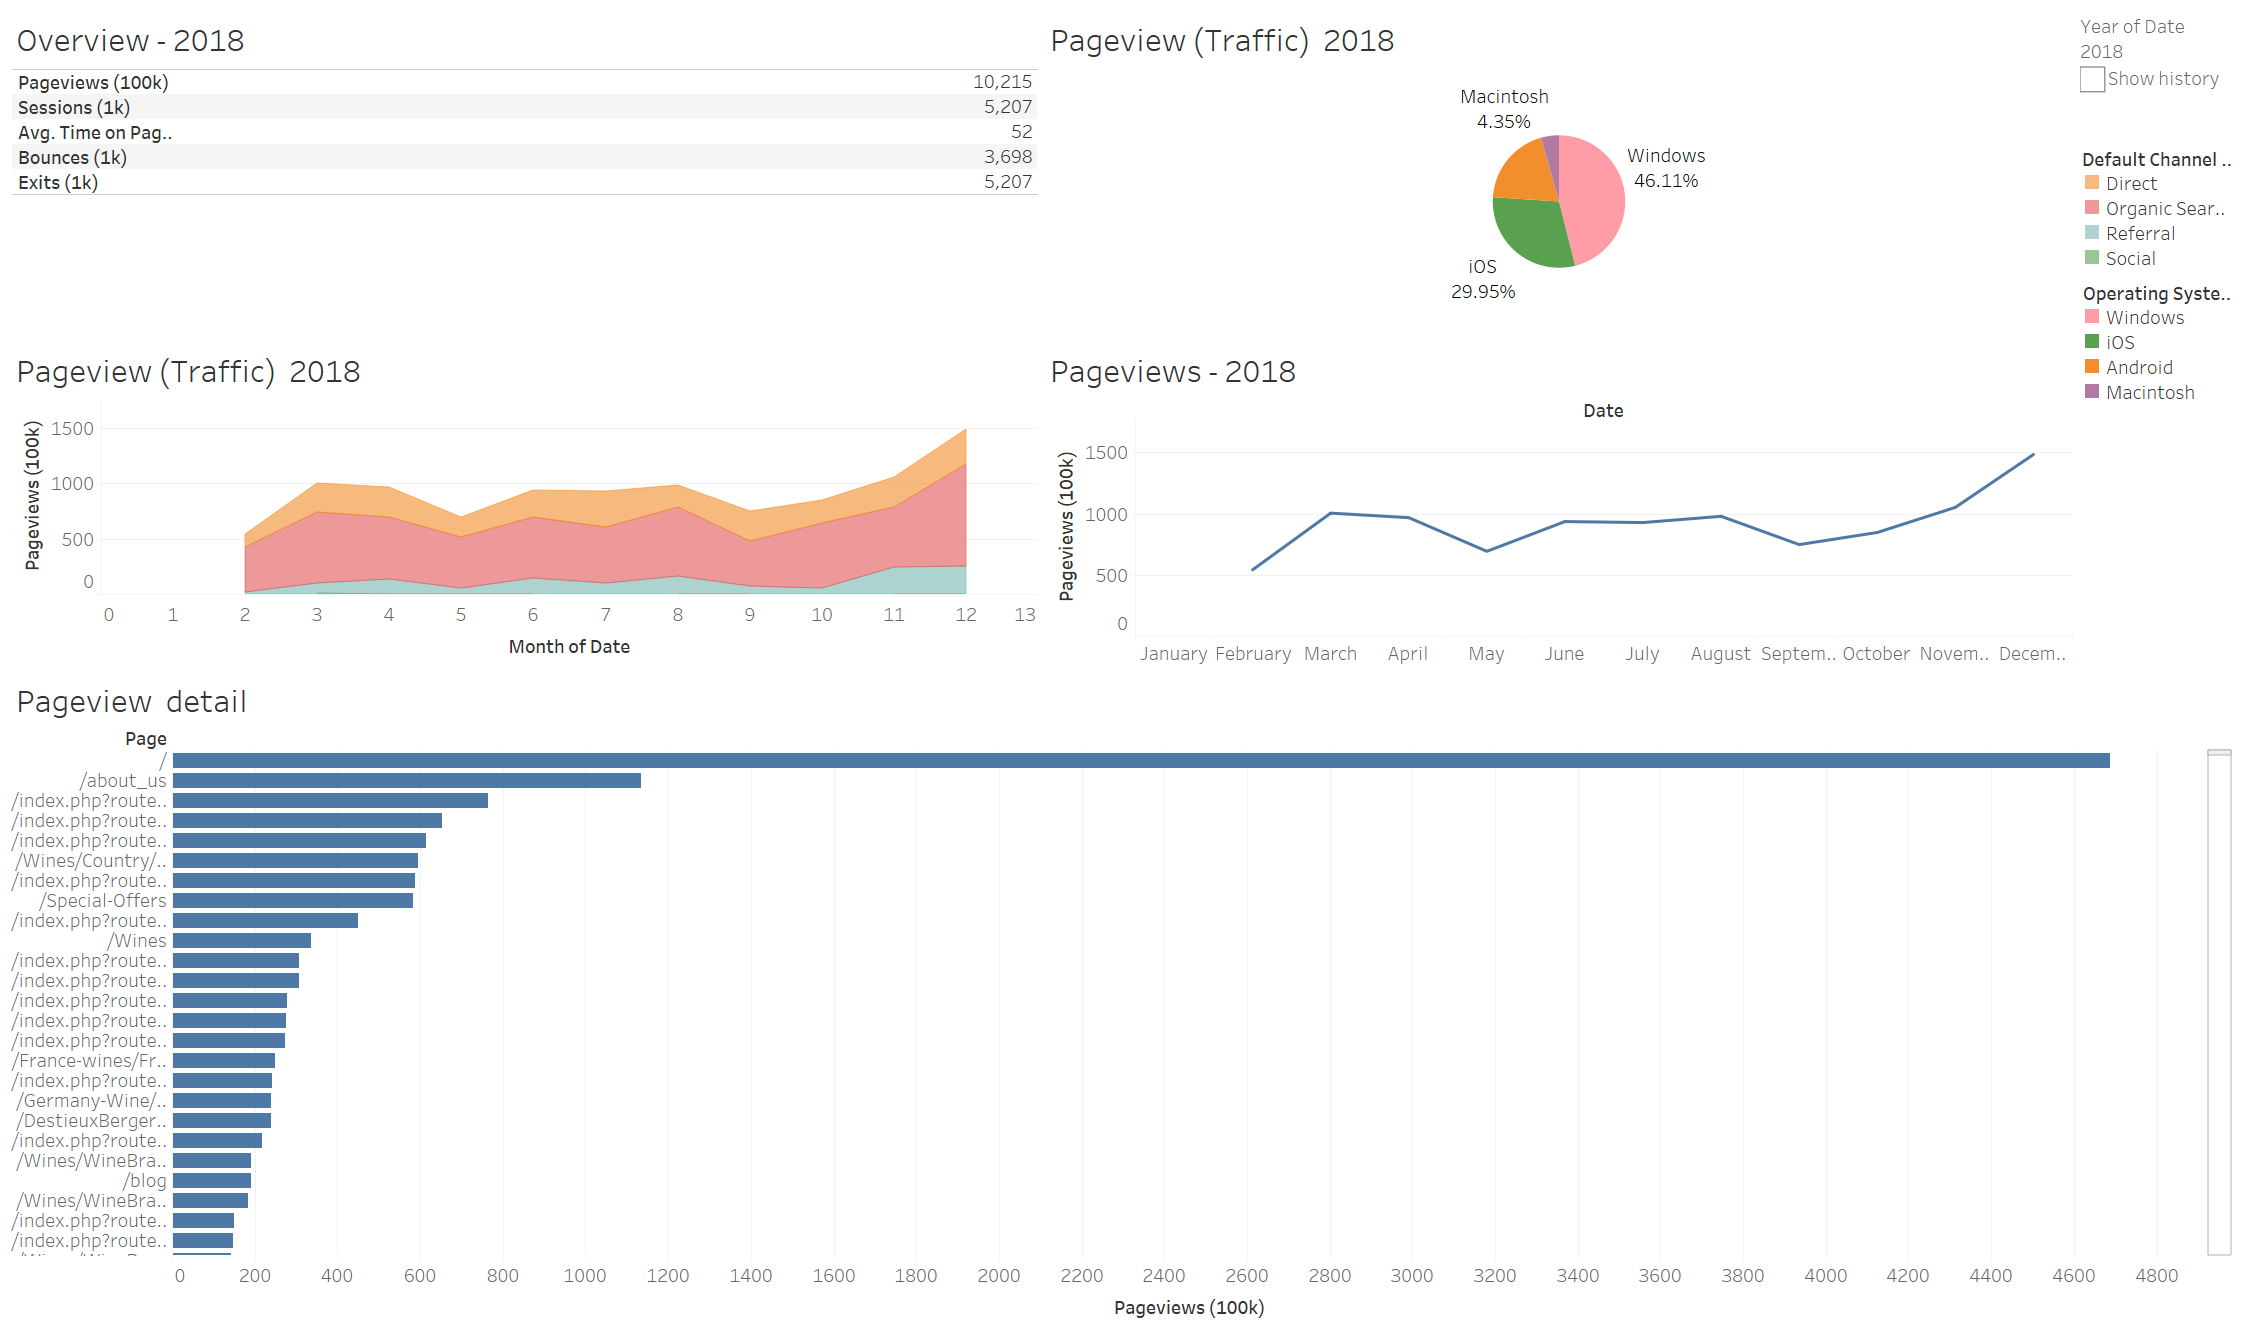 Overview - 2018
Pageviews (100k) 10,215
Sessions (1k) 5,207
Avg. Time on Pag.. 52
Bounces (1k) 3,698
Exits (1k) 5,207
Pageview (Traffic) 2018
Macintosh
4.35%
Windows
46.11%
iOS
29.95%
Year of Date
2018
Show history
Default Channel ..
Direct
Organic Sear..
Referral
Social
Operating Syste..
Windows
iOS
Android
Macintosh
Pageview (Traffic) 2018
Pageviews (100k)
1500
1000
500
0
0 1 2 3 4 5 6 7 8 9 10 11 12 13
Month of Date
Pageviews - 2018
Date
Pageviews (100k)
1500
1000
500
0
January February March April May June July August Septem.. October Novem.. Decem..
Pageview detail
Page
/
/about_us
/index.php?route..
/index.php?route..
/index.php?route..
/Wines/Country/..
/index.php?route..
/Special-Offers
/index.php?route..
/Wines
/index.php?route..
/index.php?route..
/index.php?route..
/index.php?route..
/index.php?route..
/France-wines/Fr..
/index.php?route..
/Germany-Wine/..
/DestieuxBerger..
/index.php?route..
/Wines/WineBra..
/blog
/Wines/WineBra..
/index.php?route..
/index.php?route..
0 200 400 600 800 1000 1200 1400 1600 1800 2000 2200 2400 2600 2800 3000 3200 3400 3600 3800 4000 4200 4400 4600 4800
Pageviews (100k)